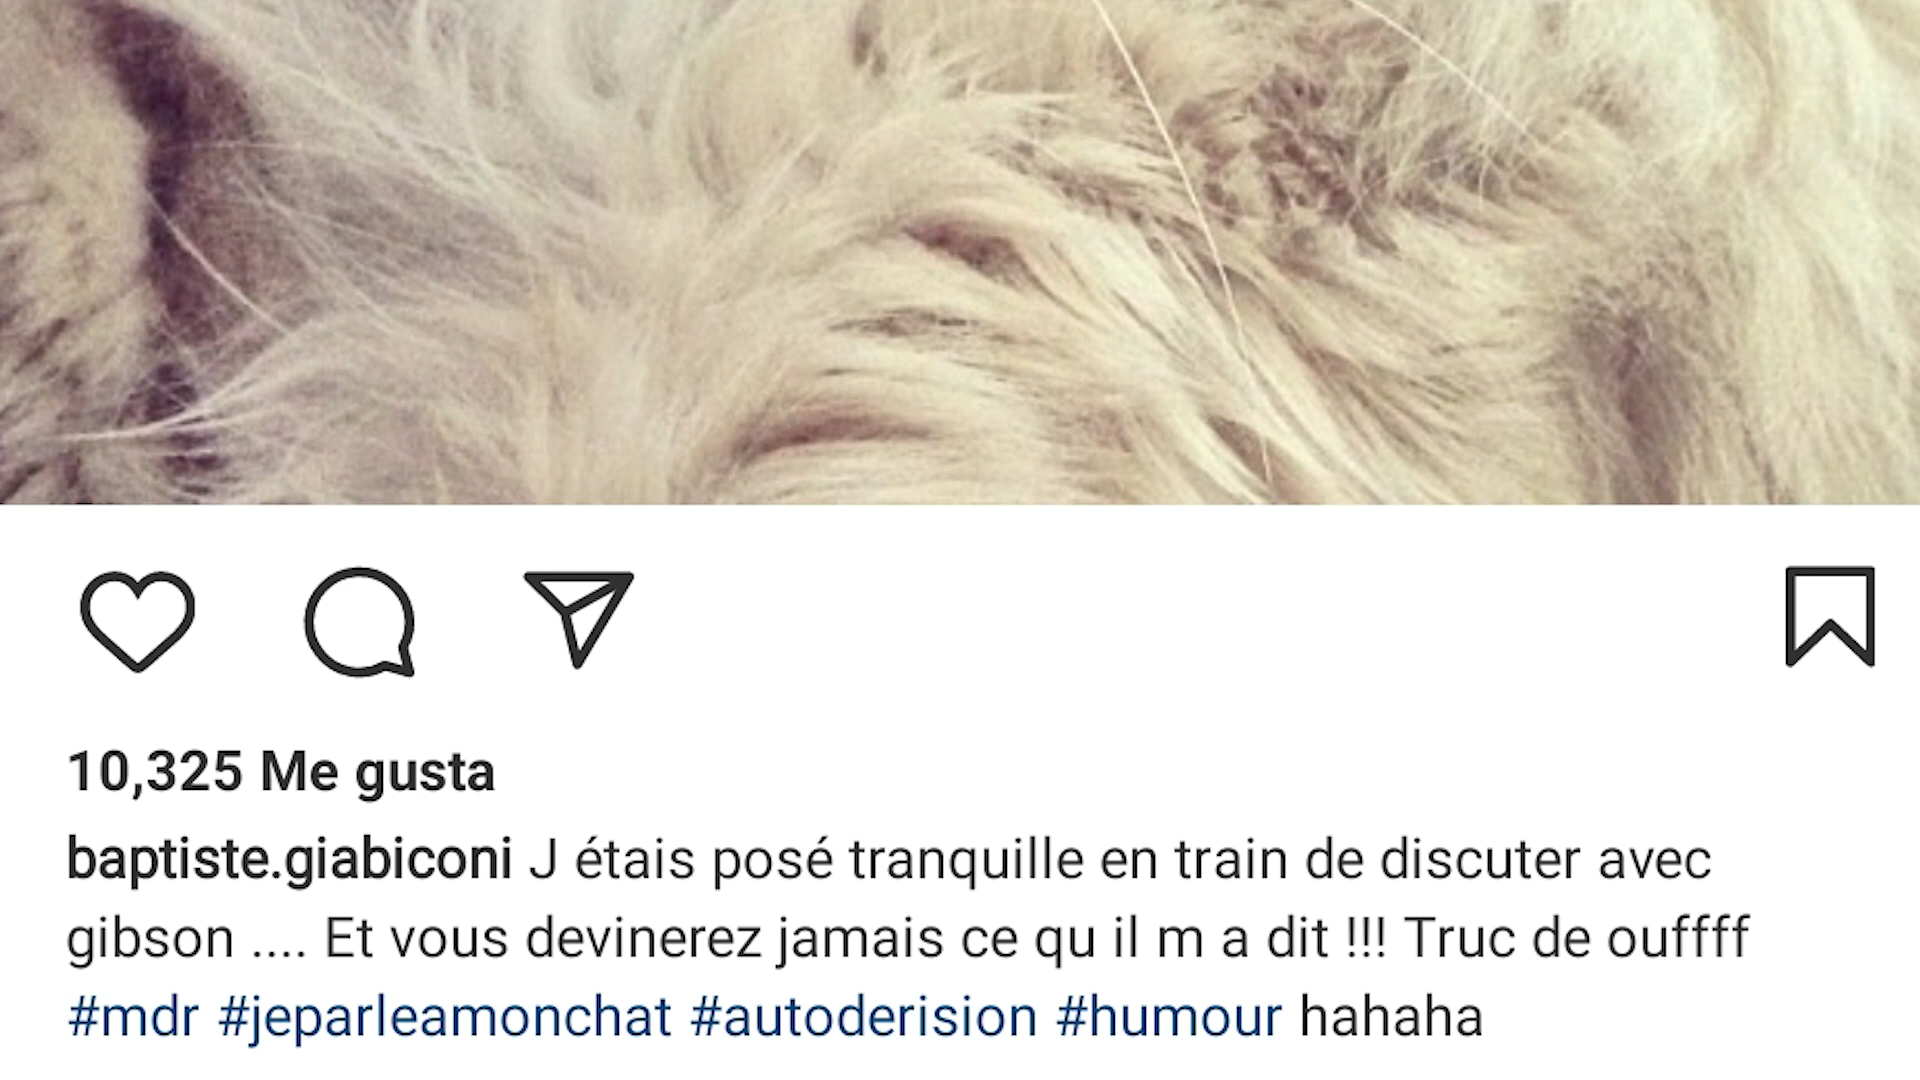 10,325 Me gusta
baptiste.giabiconi J étais posé tranquille en train de discuter avec
gibson .... Et vous devinerez jamais ce qu il m a dit !!! Truc de ouffff
#mdr #jeparleamonchat #autoderision #humour hahaha